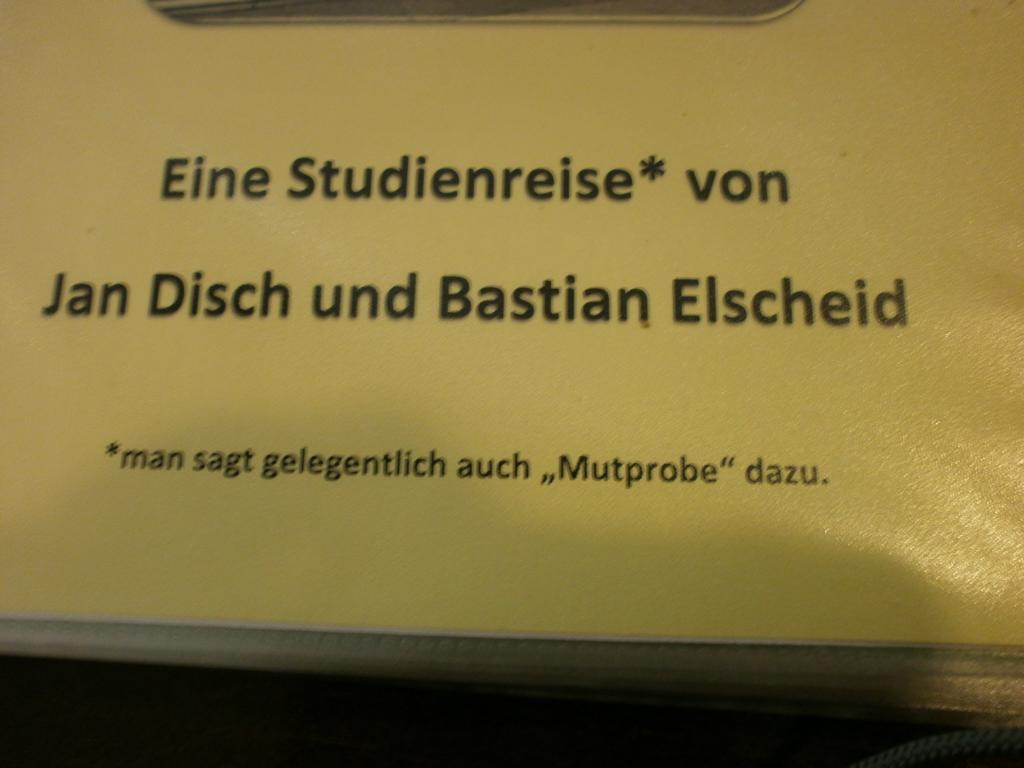 Eine Studienreise* von
Jan Disch und Bastian Elscheid
*man sagt gelegentlich auch „Mutprobe“ dazu.